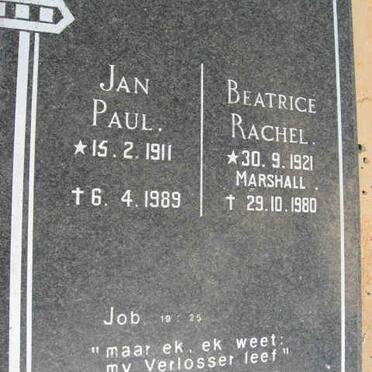 JAN
PAUL.
★15.2.1911
†6.4.1989
BEATRICE
RACHEL.
★30.9.1921
MARSHALL.
†29.10.1980
Job 19:25
"maar ek, ek weet:
my Verlosser leef"